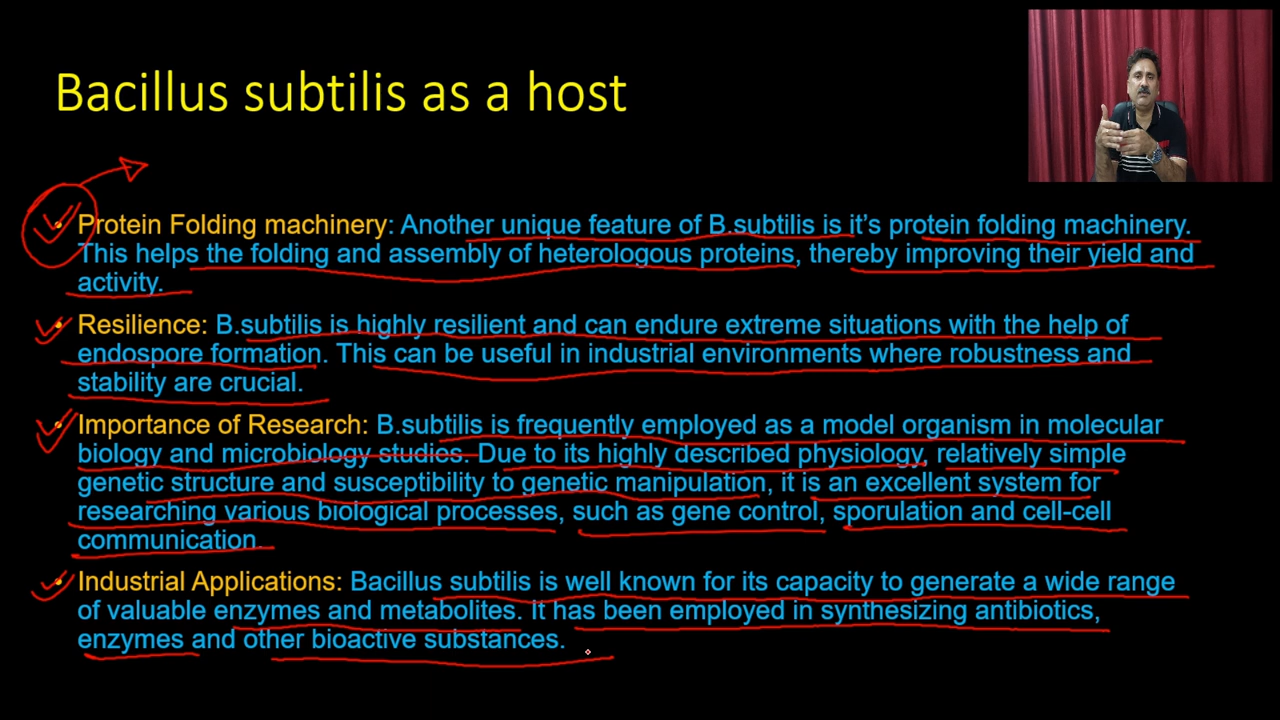 Bacillus subtilis as a host
• Protein Folding machinery: Another unique feature of B.subtilis is it's protein folding machinery.
This helps the folding and assembly of heterologous proteins, thereby improving their yield and
activity.
• Resilience: B.subtilis is highly resilient and can endure extreme situations with the help of
endospore formation. This can be useful in industrial environments where robustness and
stability are crucial.
• Importance of Research: B.subtilis is frequently employed as a model organism in molecular
biology and microbiology studies. Due to its highly described physiology, relatively simple
genetic structure and susceptibility to genetic manipulation, it is an excellent system for
researching various biological processes, such as gene control, sporulation and cell-cell
communication.
• Industrial Applications: Bacillus subtilis is well known for its capacity to generate a wide range
of valuable enzymes and metabolites. It has been employed in synthesizing antibiotics,
enzymes and other bioactive substances.